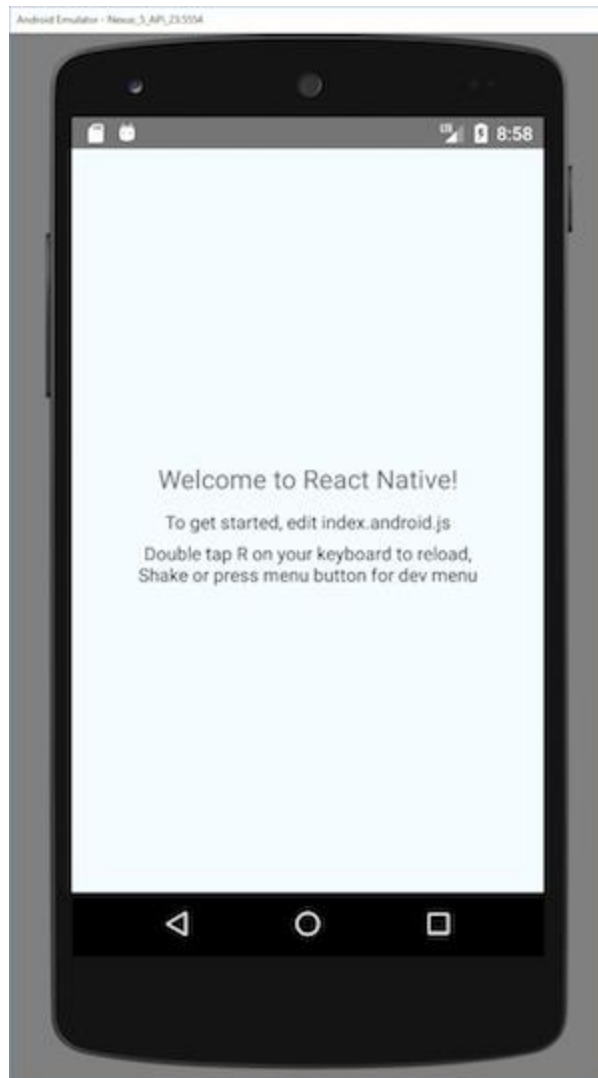 Android Emulator - Nexus_5_API_23:5554
LTE 8:58
Welcome to React Native!
To get started, edit index.android.js
Double tap R on your keyboard to reload,
Shake or press menu button for dev menu